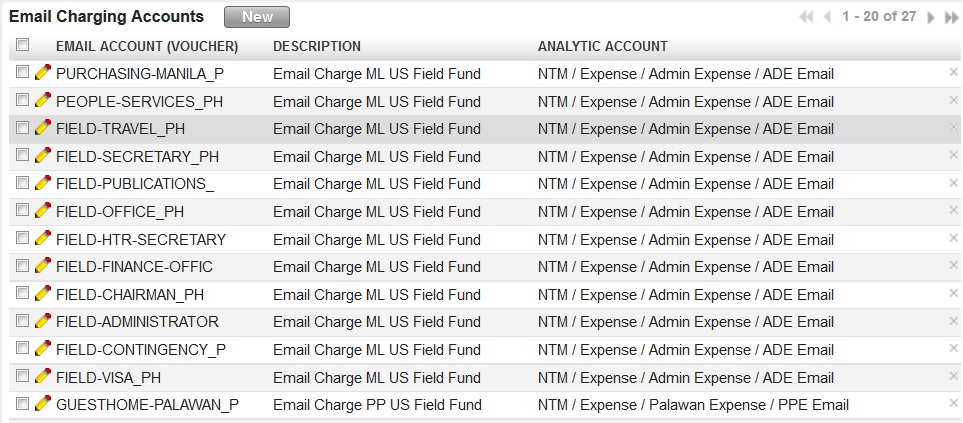 Email Charging Accounts New 1 - 20 of 27
EMAIL ACCOUNT (VOUCHER) DESCRIPTION ANALYTIC ACCOUNT
PURCHASING-MANILA_P Email Charge ML US Field Fund NTM / Expense / Admin Expense / ADE Email
PEOPLE-SERVICES_PH Email Charge ML US Field Fund NTM / Expense / Admin Expense / ADE Email
FIELD-TRAVEL_PH Email Charge ML US Field Fund NTM / Expense / Admin Expense / ADE Email
FIELD-SECRETARY_PH Email Charge ML US Field Fund NTM / Expense / Admin Expense / ADE Email
FIELD-PUBLICATIONS_ Email Charge ML US Field Fund NTM / Expense / Admin Expense / ADE Email
FIELD-OFFICE_PH Email Charge ML US Field Fund NTM / Expense / Admin Expense / ADE Email
FIELD-HTR-SECRETARY Email Charge ML US Field Fund NTM / Expense / Admin Expense / ADE Email
FIELD-FINANCE-OFFIC Email Charge ML US Field Fund NTM / Expense / Admin Expense / ADE Email
FIELD-CHAIRMAN_PH Email Charge ML US Field Fund NTM / Expense / Admin Expense / ADE Email
FIELD-ADMINISTRATOR Email Charge ML US Field Fund NTM / Expense / Admin Expense / ADE Email
FIELD-CONTINGENCY_P Email Charge ML US Field Fund NTM / Expense / Admin Expense / ADE Email
FIELD-VISA_PH Email Charge ML US Field Fund NTM / Expense / Admin Expense / ADE Email
GUESTHOME-PALAWAN_P Email Charge PP US Field Fund NTM / Expense / Palawan Expense / PPE Email